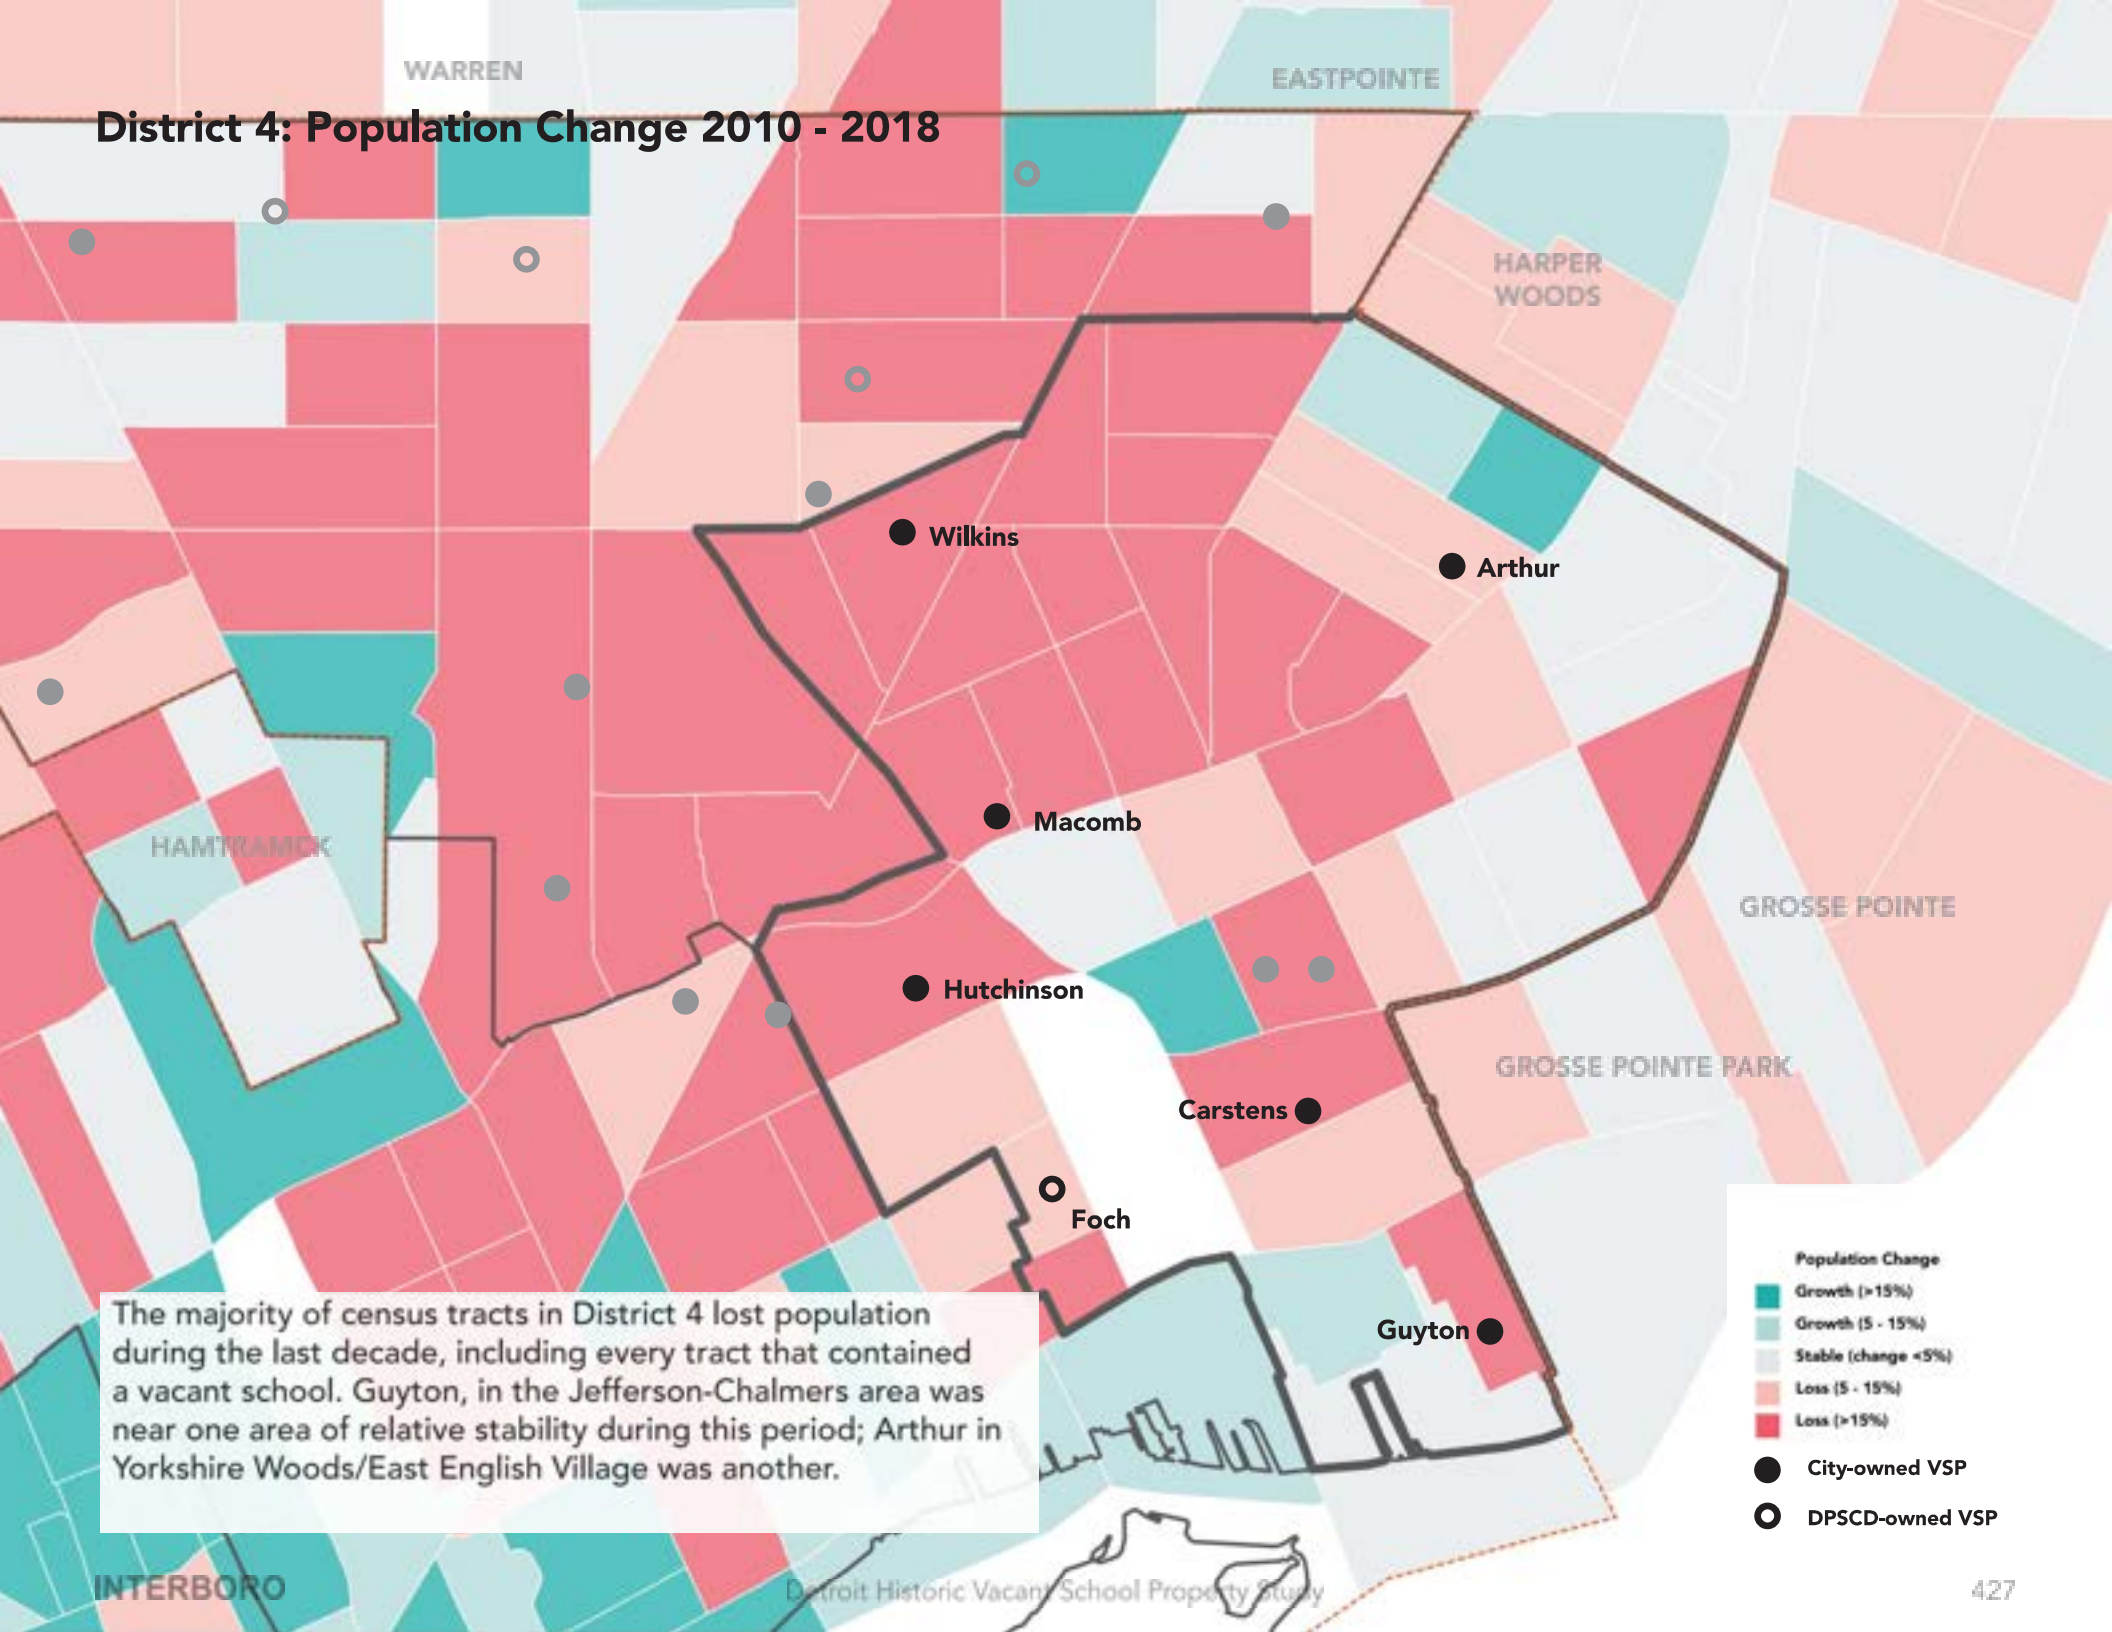 WARREN
EASTPOINTE
District 4: Population Change 2010 - 2018
HARPER
WOODS
Wilkins
Arthur
Macomb
HAMTRAMCK
GROSSE POINTE
Hutchinson
GROSSE POINTE PARK
Carstens
Foch
Guyton
The majority of census tracts in District 4 lost population
during the last decade, including every tract that contained
a vacant school. Guyton, in the Jefferson-Chalmers area was
near one area of relative stability during this period; Arthur in
Yorkshire Woods/East English Village was another.
Population Change
Growth (>15%)
Growth (5 - 15%)
Stable (change <5%)
Loss (5 - 15%)
Loss (>15%)
City-owned VSP
DPSCD-owned VSP
INTERBORO
Detroit Historic Vacant School Property Study
427